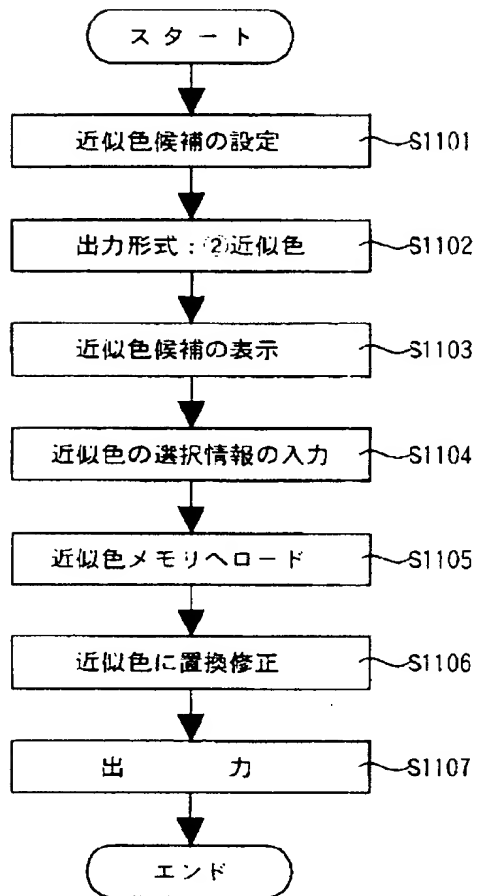 スタート
近似色候補の設定 S1101
出力形式：②近似色 S1102
近似色候補の表示 S1103
近似色の選択情報の入力 S1104
近似色メモリへロード S1105
近似色に置換修正 S1106
出力 S1107
エンド